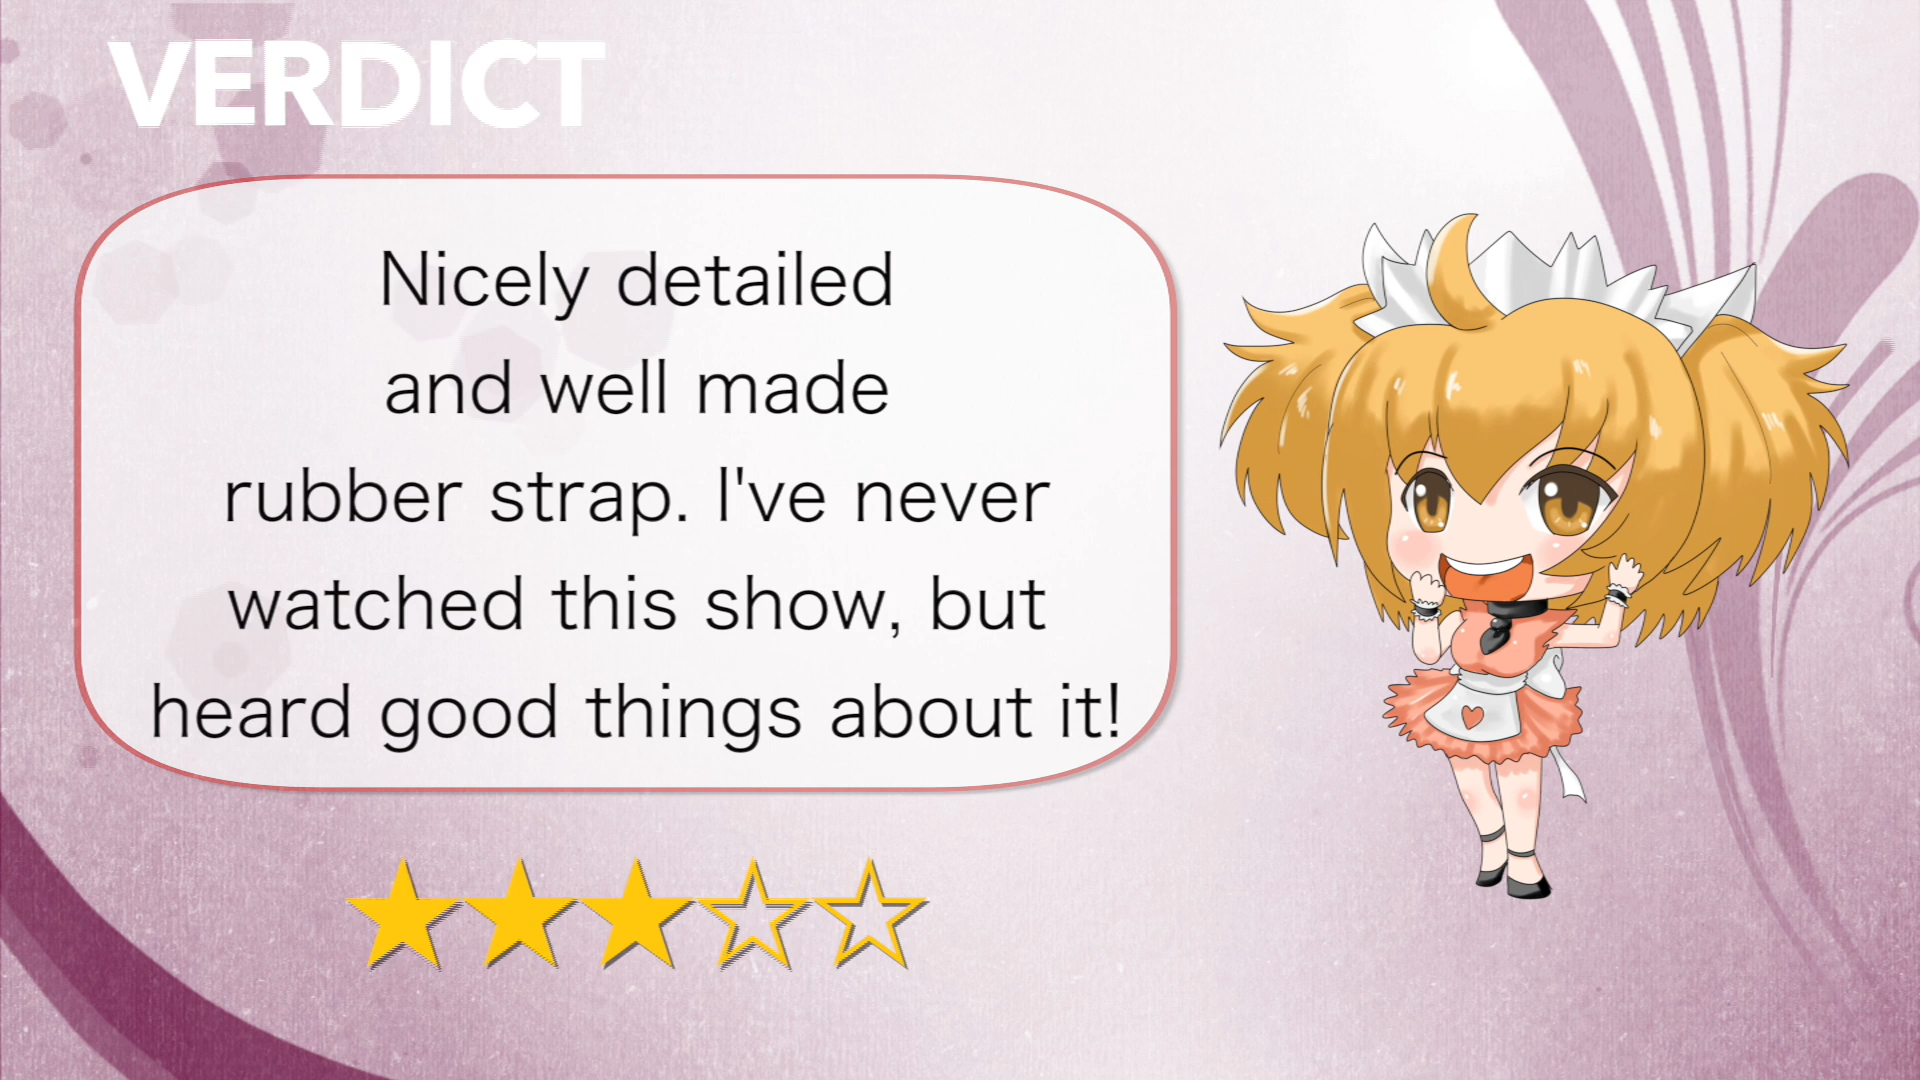 VERDICT
Nicely detailed
and well made
rubber strap. I've never
watched this show, but
heard good things about it!